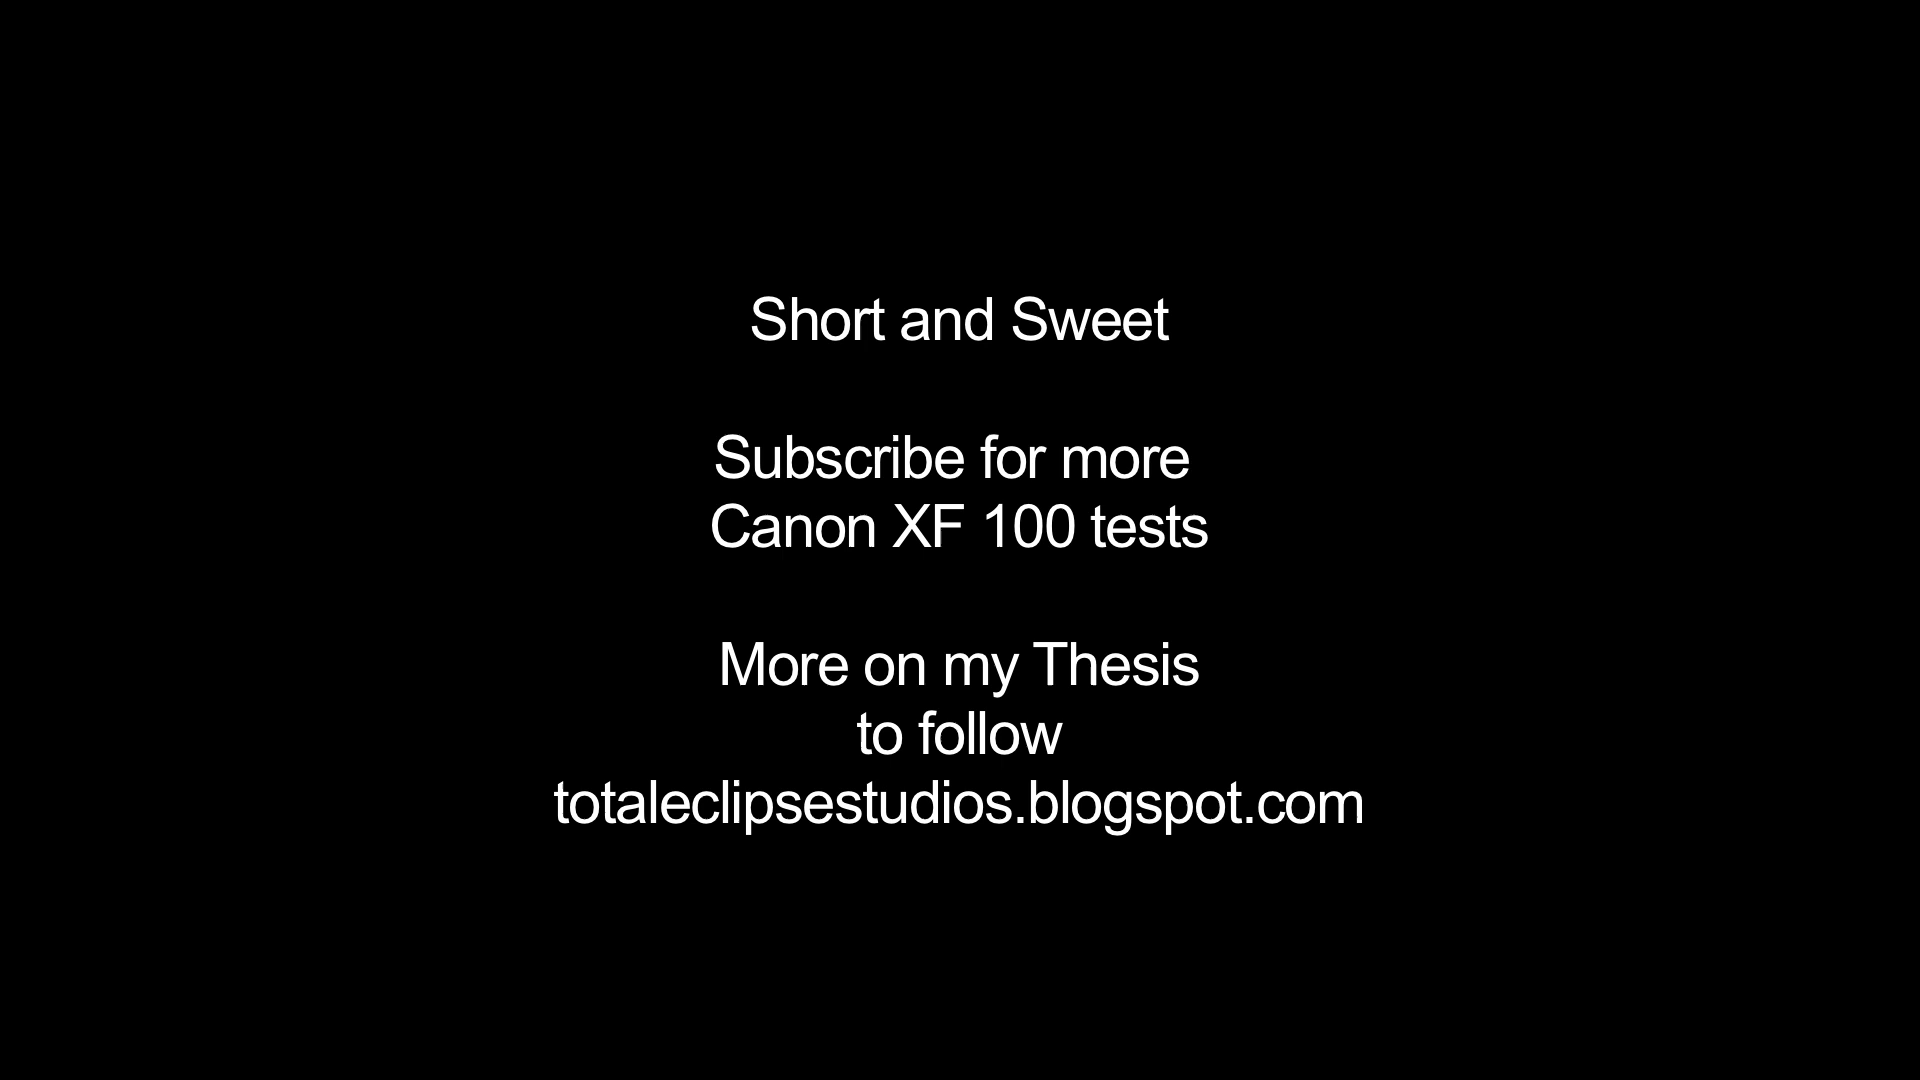 Short and Sweet
Subscribe for more
Canon XF 100 tests
More on my Thesis
to follow
totaleclipsestudios.blogspot.com